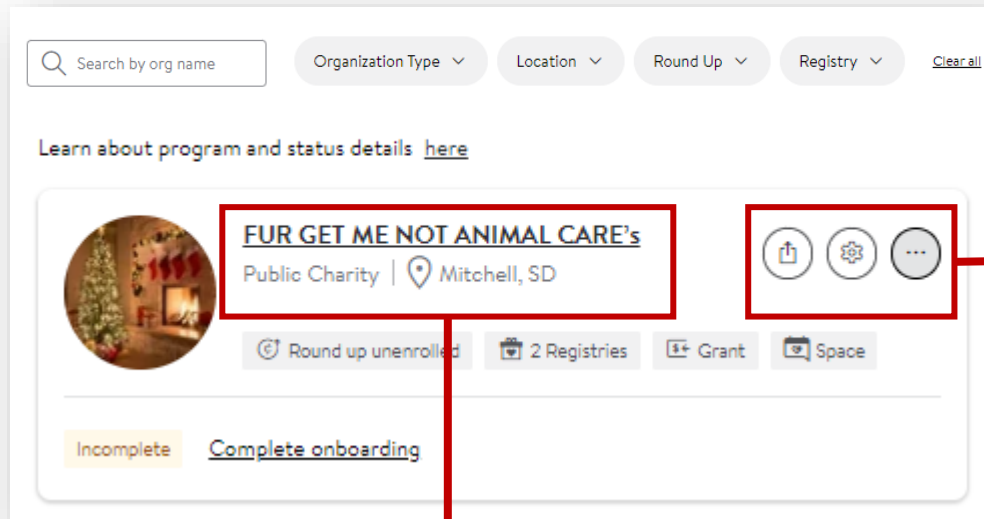 Search by org name
Organization Type
Location
Round Up
Registry
Clear all
Learn about program and status details here
FUR GET ME NOT ANIMAL CARE's
Public Charity | Mitchell, SD
Round up unenrolled
2 Registries
Grant
Space
Incomplete
Complete onboarding